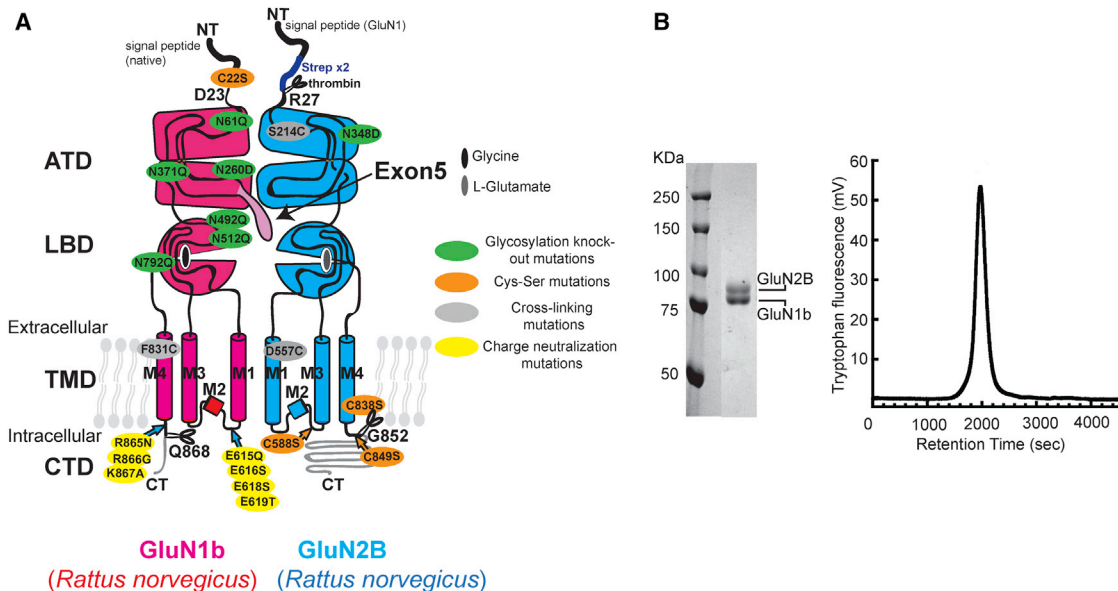 A
NT
signal peptide
(native)
C22S
D23
NT
signal peptide (GluN1)
Strep x2
thrombin
R27
N61Q
S214C
N348D
ATD
N371Q
N260D
Exon5
Glycine
L-Glutamate
N492Q
N512Q
LBD
N792Q
Glycosylation knock-
out mutations
Cys-Ser mutations
Cross-linking
mutations
Charge neutralization
mutations
Extracellular
F831C
D557C
TMD
M4
M3
M1
M1
M3
M4
M2
M2
C838S
Intracellular
R865N
R866G
K867A
Q868
E615Q
E616S
E618S
E619T
C588S
G852
C849S
CTD
CT
CT
GluN1b
(Rattus norvegicus)
GluN2B
(Rattus norvegicus)
B
KDa
250
150
100
75
50
GluN2B
GluN1b
Tryptophan fluorescence (mV)
60
50
40
30
20
10
0
1000
2000
3000
4000
Retention Time (sec)